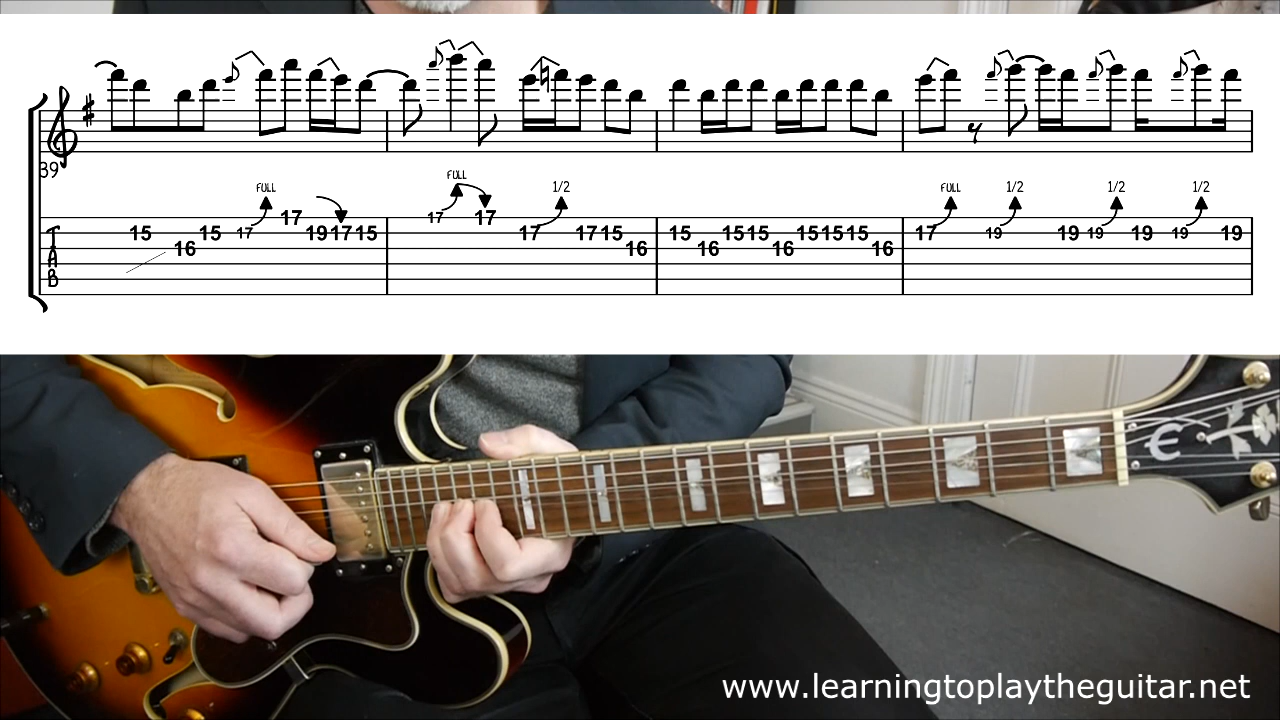 39
FULL FULL 1/2 FULL 1/2 1/2 1/2
17 17 17
15 15 17 19 17 15 17 17 15 15 15 15 15 15 15 15 17 19 19 19 19 19 19
T 16 16 16 16 16
A
B
Ɛ
www.learningtoplaytheguitar.net